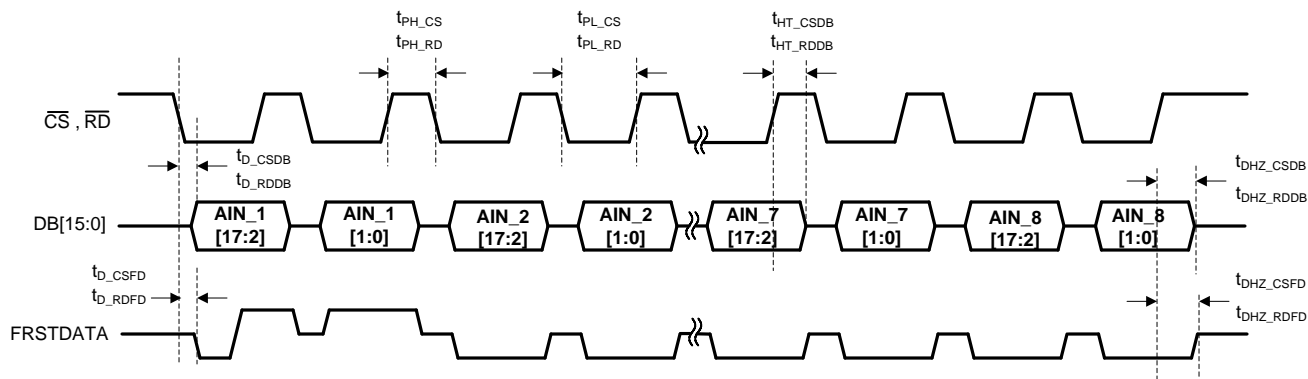 tPH_CS
tPH_RD
tPL_CS
tPL_RD
tHT_CSDB
tHT_RDDB
CS , RD
tD_CSDB
tD_RDDB
tDHZ_CSDB
tDHZ_RDDB
DB[15:0]
AIN_1 AIN_1 AIN_2 AIN_2 AIN_7 AIN_7 AIN_8 AIN_8
[17:2] [1:0] [17:2] [1:0] [17:2] [1:0] [17:2] [1:0]
tD_CSFD
tD_RDFD
tDHZ_CSFD
tDHZ_RDFD
FRSTDATA